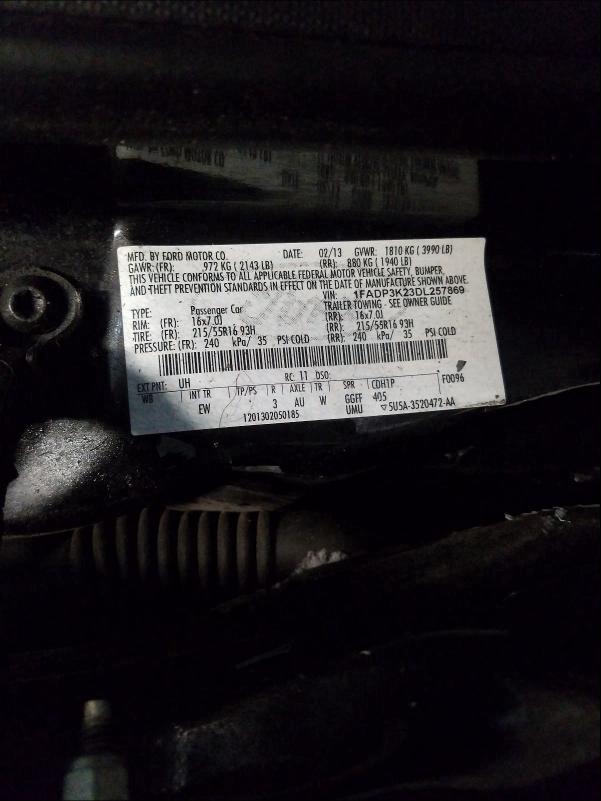 MFD. BY FORD MOTOR CO. DATE: 02/13 GVWR: 1810 KG ( 3990 LB)
GAWR: (FR): 972 KG ( 2143 LB) (RR): 880 KG ( 1940 LB)
THIS VEHICLE CONFORMS TO ALL APPLICABLE FEDERAL MOTOR VEHICLE SAFETY, BUMPER,
AND THEFT PREVENTION STANDARDS IN EFFECT ON THE DATE OF MANUFACTURE SHOWN ABOVE.
VIN: 1FADP3K23DL257869
TYPE: Passenger Car TRAILER TOWING - SEE OWNER GUIDE
RIM: (FR): 16x7.0J (RR): 16x7.0J
TIRE: (FR): 215/55R16 93H (RR): 215/55R16 93H
PRESSURE: (FR): 240 kPa/ 35 PSI COLD (RR): 240 kPa/ 35 PSI COLD
EXT PNT: UH RC: 11 DSO: F0096
WB INT TR TP/PS R AXLE TR SPR CDH1P
EW 3 AU W GGFF 405
1201302050185 UMU ▽5U5A-3520472-AA